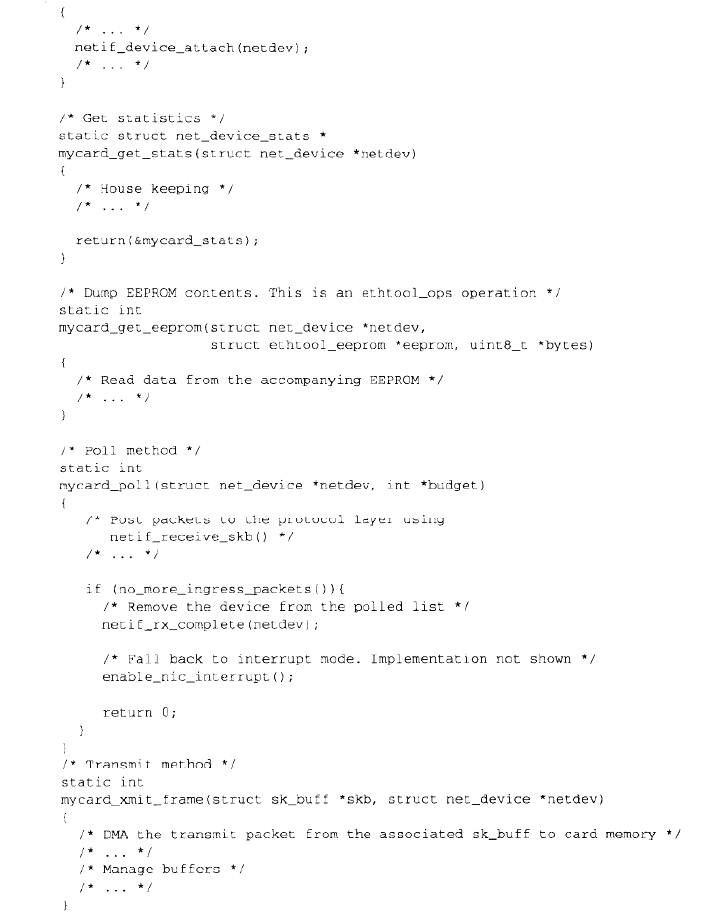 {
  /* ... */
  netif_device_attach(netdev);
  /* ... */
}

/* Get statistics */
static struct net_device_stats *
mycard_get_stats(struct net_device *netdev)
{
  /* House keeping */
  /* ... */

  return(&mycard_stats);
}

/* Dump EEPROM contents. This is an ethtool_ops operation */
static int
mycard_get_eeprom(struct net_device *netdev,
                  struct ethtool_eeprom *eeprom, uint8_t *bytes)
{
  /* Read data from the accompanying EEPROM */
  /* ... */
}

/* Poll method */
static int
mycard_poll(struct net_device *netdev, int *budget)
{
   /* Post packets to the protocol layer using
      netif_receive_skb() */
   /* ... */

   if (no_more_ingress_packets()){
     /* Remove the device from the polled list */
     netif_rx_complete(netdev);

     /* Fall back to interrupt mode. Implementation not shown */
     enable_nic_interrupt();

     return 0;
  }
}
/* Transmit method */
static int
mycard_xmit_frame(struct sk_buff *skb, struct net_device *netdev)
{
  /* DMA the transmit packet from the associated sk_buff to card memory */
  /* ... */
  /* Manage buffers */
  /* ... */
}